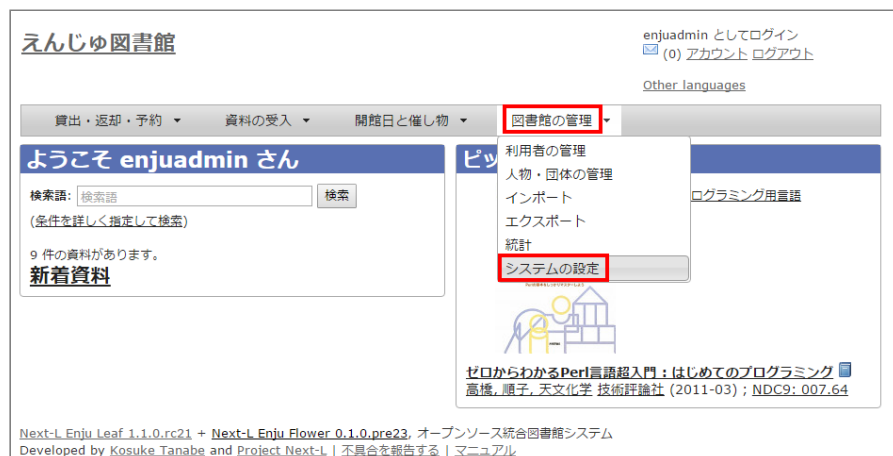 えんじゅ図書館
enjuadmin としてログイン
(0) アカウント ログアウト
Other languages
貸出・返却・予約 ▼ 資料の受入 ▼ 開館日と催し物 ▼ 図書館の管理 ▼
ようこそ enjuadmin さん
検索語: 検索語 検索
(条件を詳しく指定して検索)
9 件の資料があります。
新着資料
ピッ
利用者の管理
人物・団体の管理
インポート
エクスポート
統計
システムの設定
ログラミング用言語
ゼロからわかるPerl言語超入門 : はじめてのプログラミング
高橋, 順子, 天文化学 技術評論社 (2011-03) ; NDC9: 007.64
Next-L Enju Leaf 1.1.0.rc21 + Next-L Enju Flower 0.1.0.pre23, オープンソース統合図書館システム
Developed by Kosuke Tanabe and Project Next-L | 不具合を報告する | マニュアル